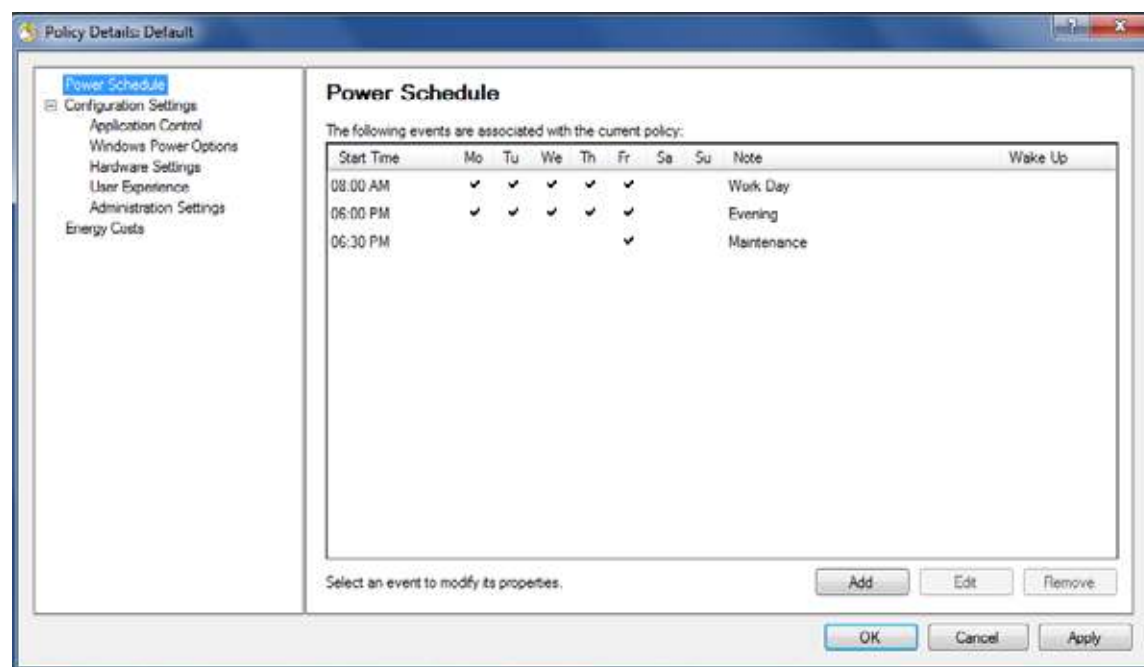 Policy Details: Default
? X
Power Schedule
Configuration Settings
Application Control
Windows Power Options
Hardware Settings
User Experience
Administration Settings
Energy Costs
Power Schedule
The following events are associated with the current policy:
Start Time Mo Tu We Th Fr Sa Su Note Wake Up
08:00 AM ✔ ✔ ✔ ✔ ✔ Work Day
06:00 PM ✔ ✔ ✔ ✔ ✔ Evening
06:30 PM ✔ Maintenance
Select an event to modify its properties.
Add Edit Remove
OK Cancel Apply